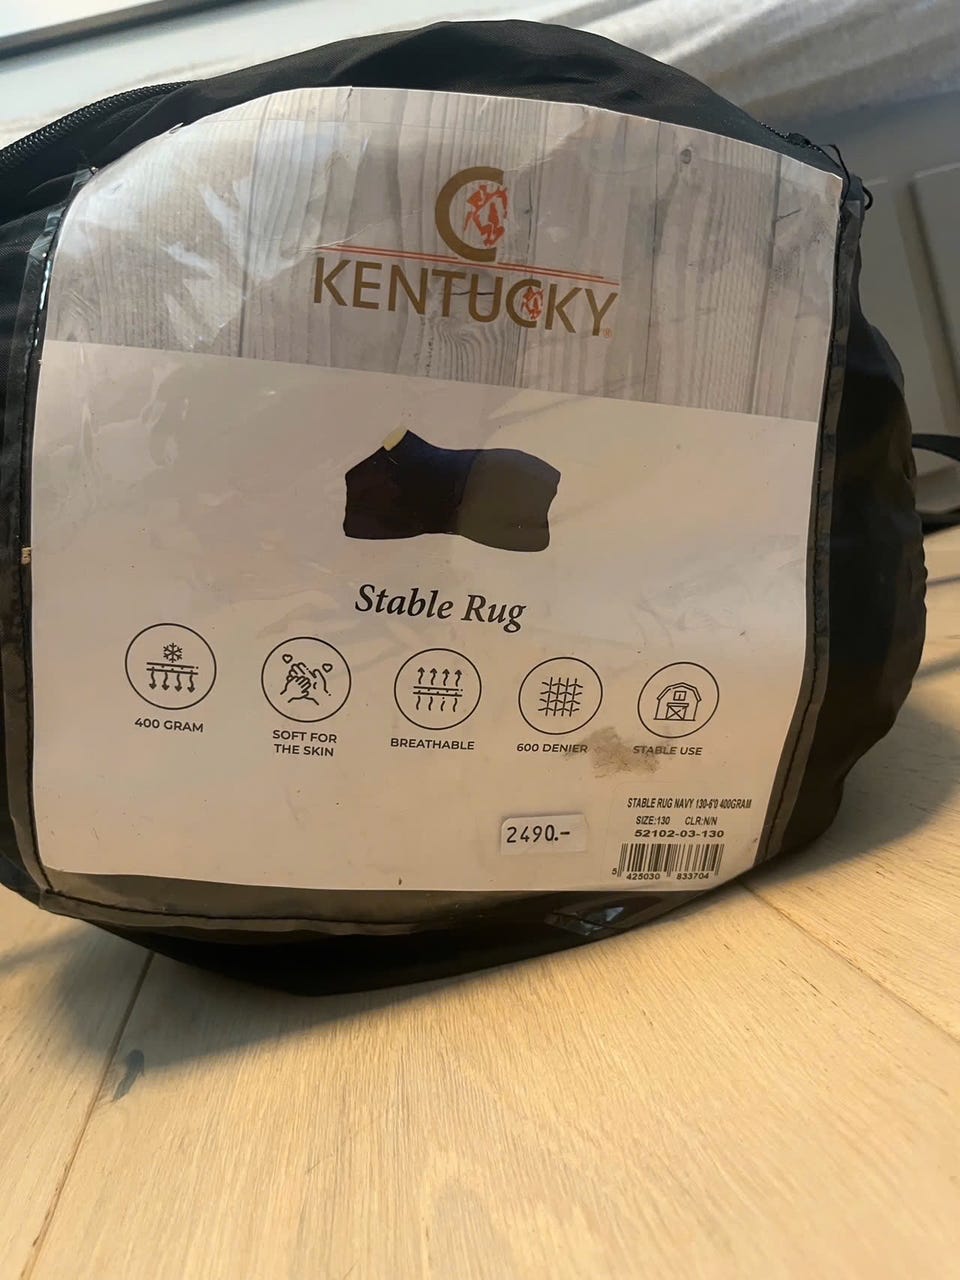 KENTUCKY®
Stable Rug
400 GRAM
SOFT FOR
THE SKIN
BREATHABLE
600 DENIER
STABLE USE
STABLE RUG NAVY 130-6'0 400GRAM
SIZE:130 CLR:N/N
52102-03-130
2490.-
5 425030 833704